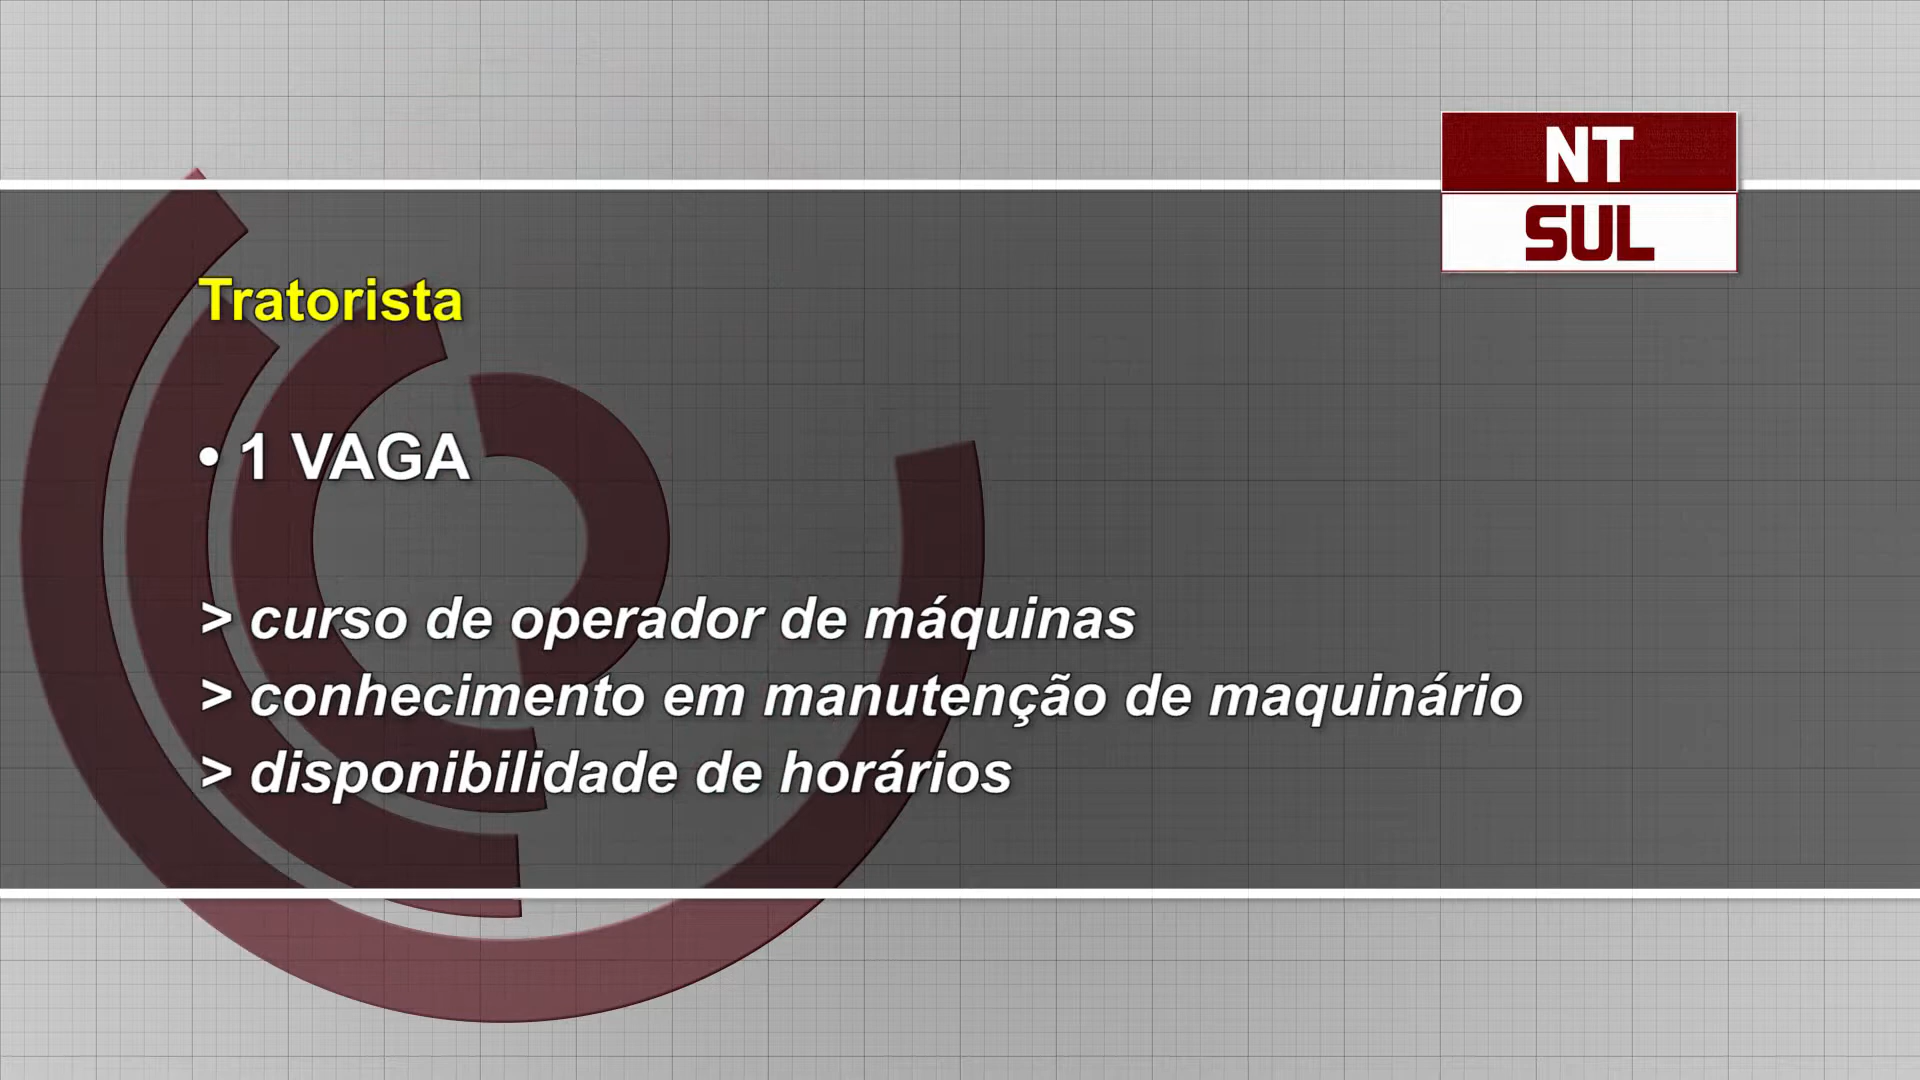 NT
SUL
Tratorista
• 1 VAGA
> curso de operador de máquinas
> conhecimento em manutenção de maquinário
> disponibilidade de horários